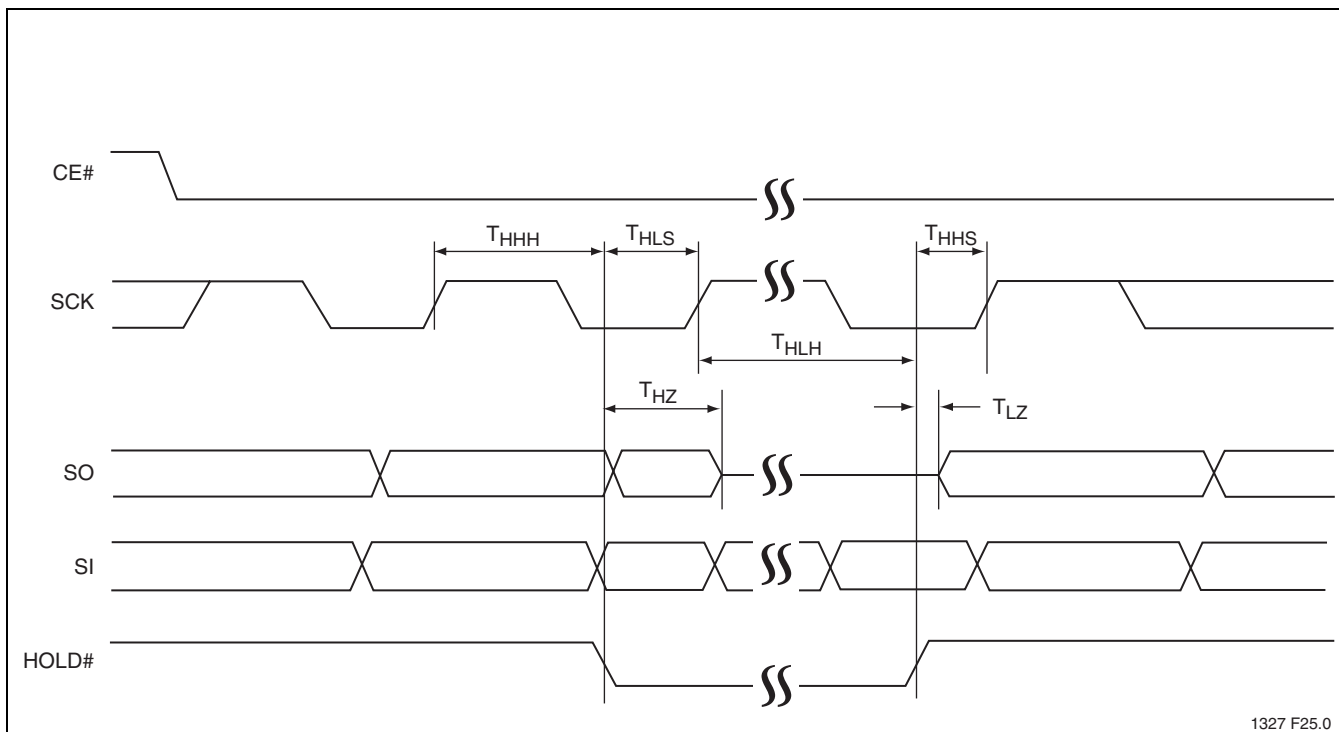 CE#
THHH
THLS
THHS
SCK
THLH
THZ
TLZ
SO
SI
HOLD#
1327 F25.0